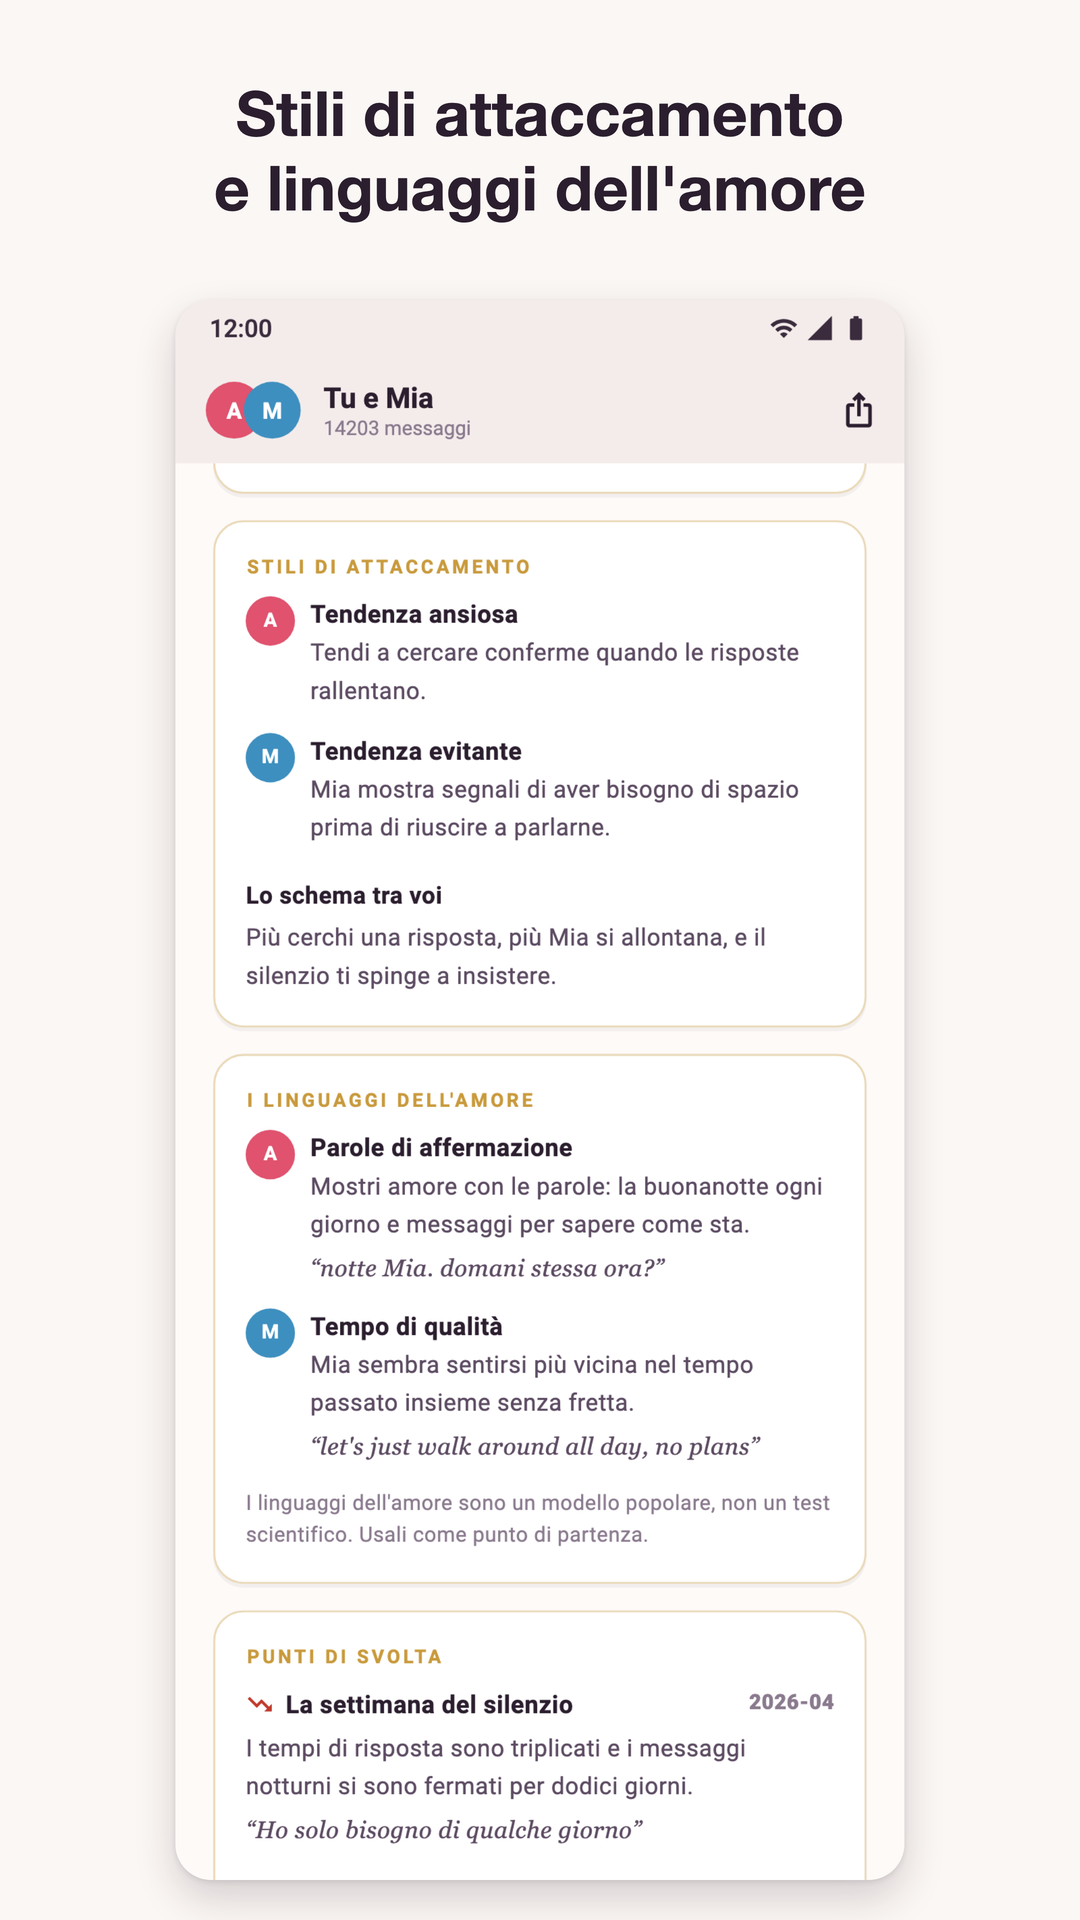 Stili di attaccamento
e linguaggi dell'amore
12:00
A M
Tu e Mia
14203 messaggi
STILI DI ATTACCAMENTO
A
Tendenza ansiosa
Tendi a cercare conferme quando le risposte
rallentano.
M
Tendenza evitante
Mia mostra segnali di aver bisogno di spazio
prima di riuscire a parlarne.
Lo schema tra voi
Più cerchi una risposta, più Mia si allontana, e il
silenzio ti spinge a insistere.
I LINGUAGGI DELL'AMORE
A
Parole di affermazione
Mostri amore con le parole: la buonanotte ogni
giorno e messaggi per sapere come sta.
“notte Mia. domani stessa ora?”
M
Tempo di qualità
Mia sembra sentirsi più vicina nel tempo
passato insieme senza fretta.
“let's just walk around all day, no plans”
I linguaggi dell'amore sono un modello popolare, non un test
scientifico. Usali come punto di partenza.
PUNTI DI SVOLTA
La settimana del silenzio 2026-04
I tempi di risposta sono triplicati e i messaggi
notturni si sono fermati per dodici giorni.
“Ho solo bisogno di qualche giorno”